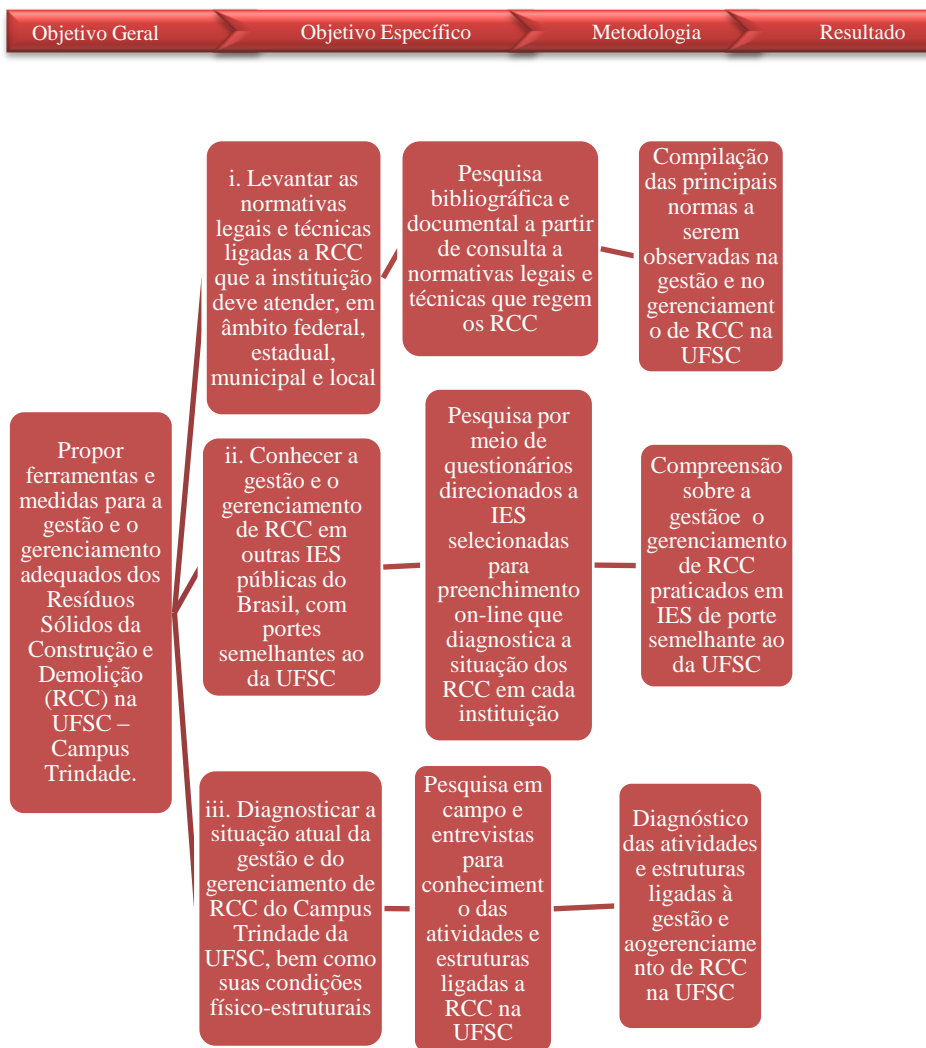 Objetivo Geral
Objetivo Específico
Metodologia
Resultado
Propor
ferramentas e
medidas para a
gestão e o
gerenciamento
adequados dos
Resíduos
Sólidos da
Construção e
Demolição
(RCC) na
UFSC –
Campus
Trindade.
i. Levantar as
normativas
legais e técnicas
ligadas a RCC
que a instituição
deve atender, em
âmbito federal,
estadual,
municipal e local
Pesquisa
bibliográfica e
documental a partir
de consulta a
normativas legais e
técnicas que regem
os RCC
Compilação
das principais
normas a
serem
observadas na
gestão e no
gerenciament
o de RCC na
UFSC
ii. Conhecer a
gestão e o
gerenciamento
de RCC em
outras IES
públicas do
Brasil, com
portes
semelhantes ao
da UFSC
Pesquisa por
meio de
questionários
direcionados a
IES
selecionadas
para
preenchimento
on-line que
diagnostica a
situação dos
RCC em cada
instituição
Compreensão
sobre a
gestãoe o
gerenciamento
de RCC
praticados em
IES de porte
semelhante ao
da UFSC
iii. Diagnosticar a
situação atual da
gestão e do
gerenciamento de
RCC do Campus
Trindade da
UFSC, bem como
suas condições
físico-estruturais
Pesquisa em
campo e
entrevistas
para
conheciment
o das
atividades e
estruturas
ligadas a
RCC na
UFSC
Diagnóstico
das atividades
e estruturas
ligadas à
gestão e
aogerenciame
nto de RCC
na UFSC